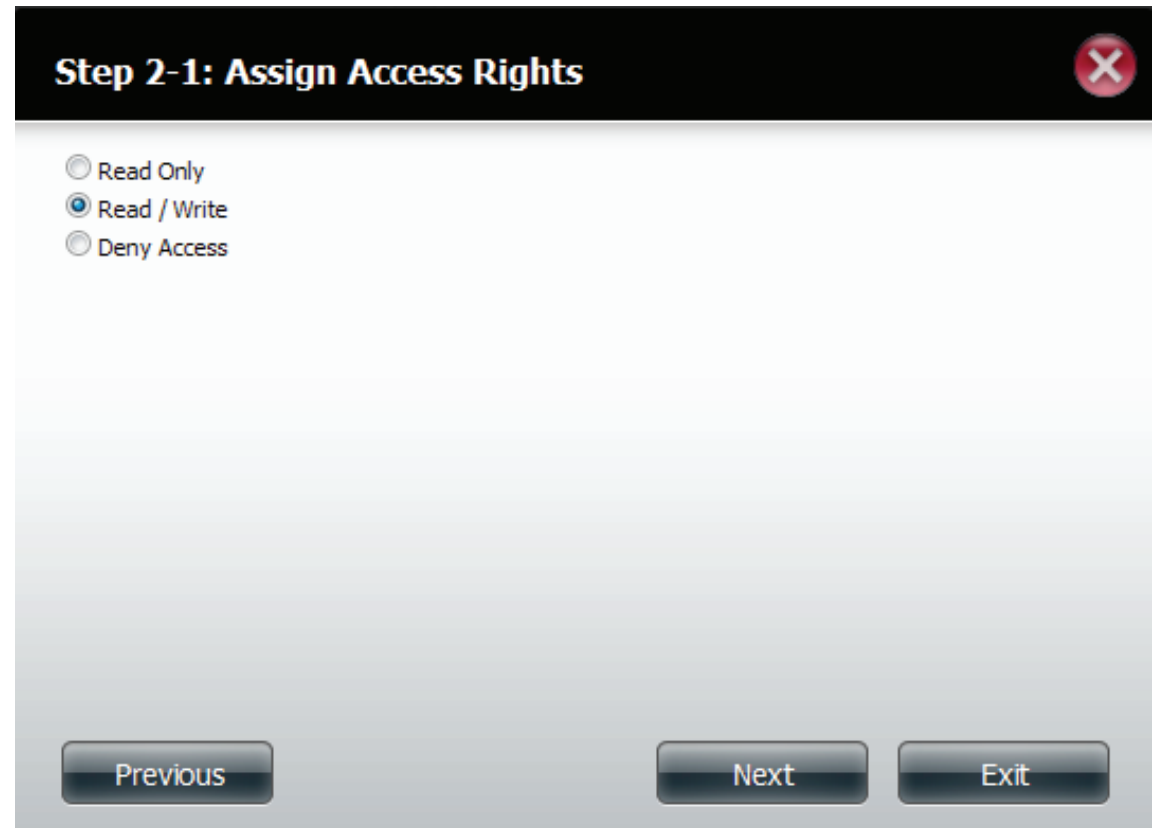 Step 2-1: Assign Access Rights
Read Only
Read / Write
Deny Access
Previous Next Exit